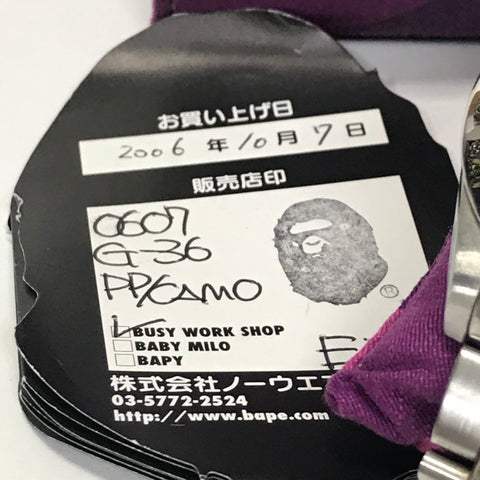 お買い上げ日
2006 年 10 月 7 日
販売店印
0607
G-36
PP/CAMO
BUSY WORK SHOP
BABY MILO
BAPY
株式会社ノーウエ
03-5772-2524
http://www.bape.com